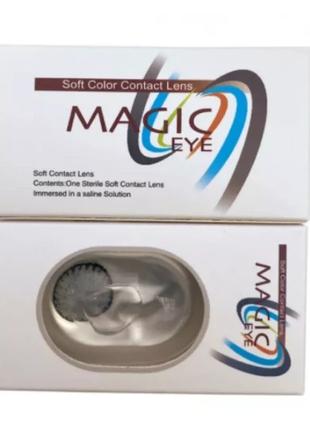 Soft Color Contact Lens
MAGIC
EYE
Soft Contact Lens
Contents:One Sterile Soft Contact Lens
Immersed in a saline Solution
Soft Color Contact Lens
MAGIC
EYE